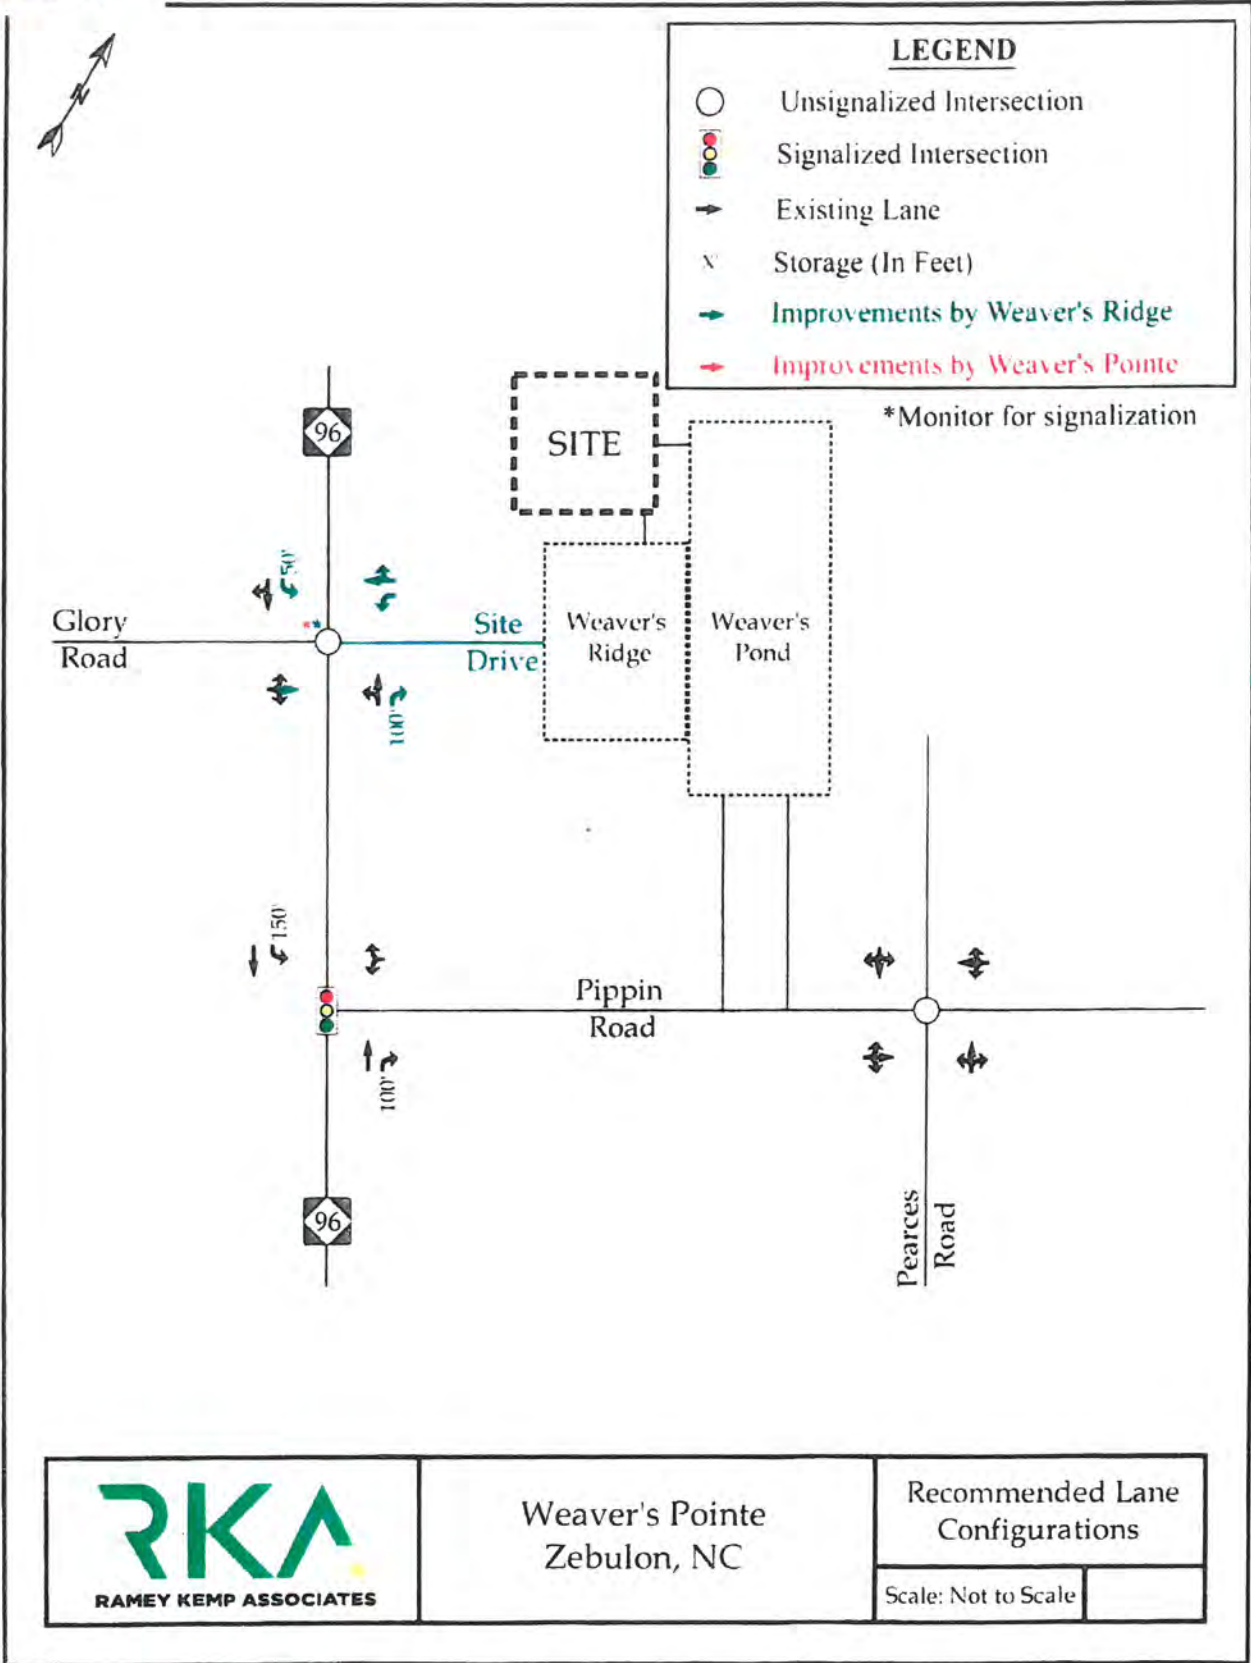 N
LEGEND
Unsignalized Intersection
Signalized Intersection
Existing Lane
X' Storage (In Feet)
Improvements by Weaver's Ridge
Improvements by Weaver's Pointe
*Monitor for signalization
96
SITE
50'
Glory
Road
* *
Site
Drive
Weaver's
Ridge
Weaver's
Pond
100'
150'
Pippin
Road
100'
96
Pearces
Road
RKA
RAMEY KEMP ASSOCIATES
Weaver's Pointe
Zebulon, NC
Recommended Lane
Configurations
Scale: Not to Scale